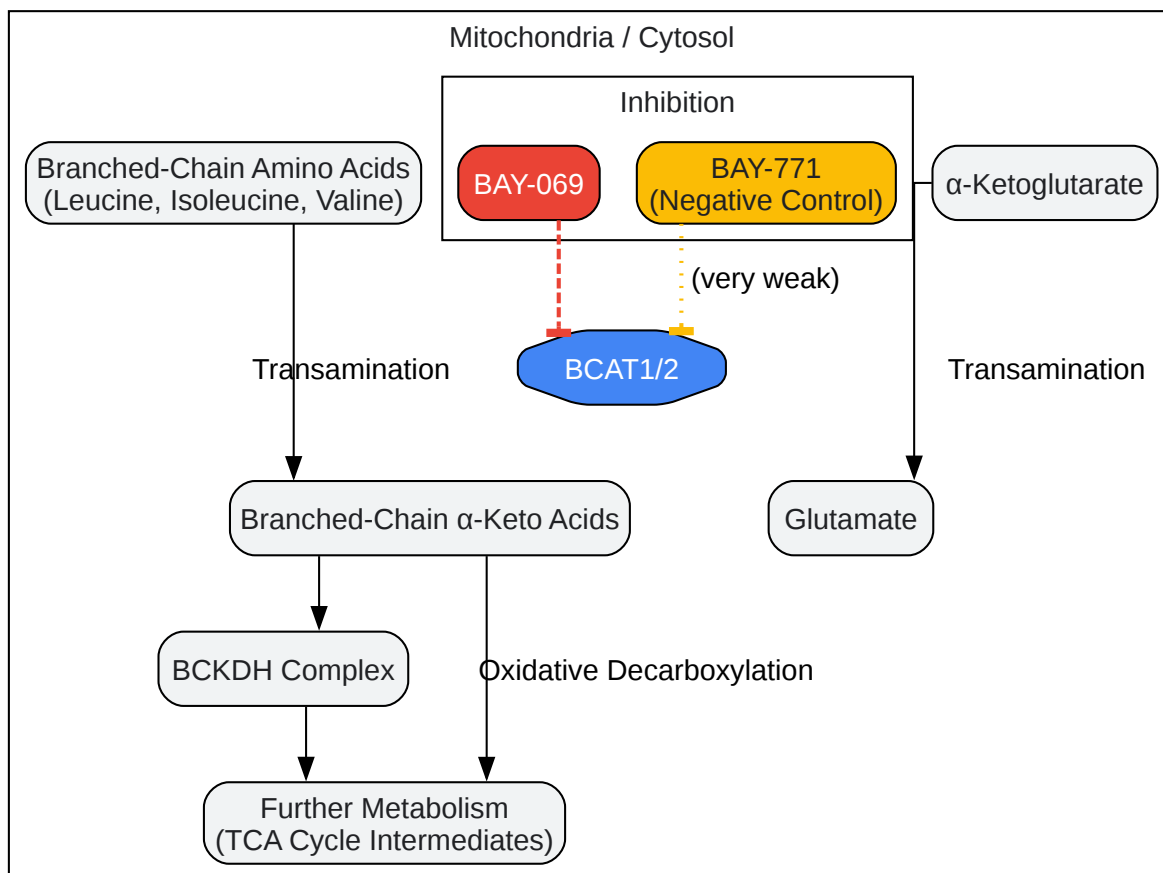 Mitochondria / Cytosol
Inhibition
Branched-Chain Amino Acids
(Leucine, Isoleucine, Valine)
BAY-069
BAY-771
(Negative Control)
α-Ketoglutarate
(very weak)
Transamination
BCAT1/2
Transamination
Branched-Chain α-Keto Acids
Glutamate
BCKDH Complex
Oxidative Decarboxylation
Further Metabolism
(TCA Cycle Intermediates)